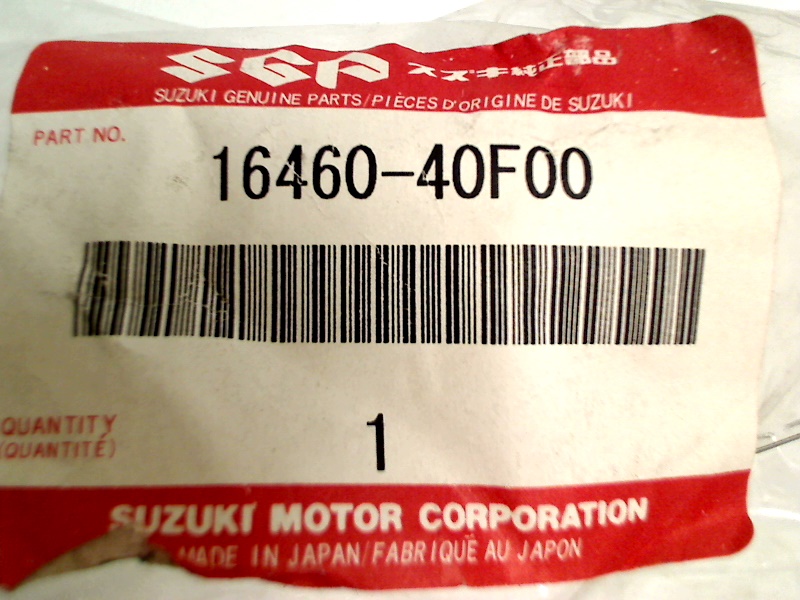 SGP スズキ純正部品
SUZUKI GENUINE PARTS/PIÈCES D'ORIGINE DE SUZUKI
PART NO.
16460-40F00
QUANTITY 1
(QUANTITÉ)
SUZUKI MOTOR CORPORATION
MADE IN JAPAN/FABRIQUÉ AU JAPON